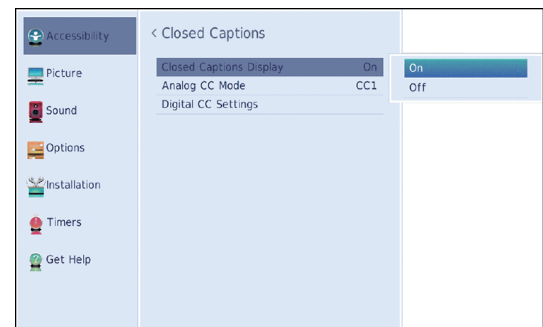 Accessibility
Picture
Sound
Options
Installation
Timers
Get Help
< Closed Captions
Closed Captions Display On
Analog CC Mode CC1
Digital CC Settings
On
Off